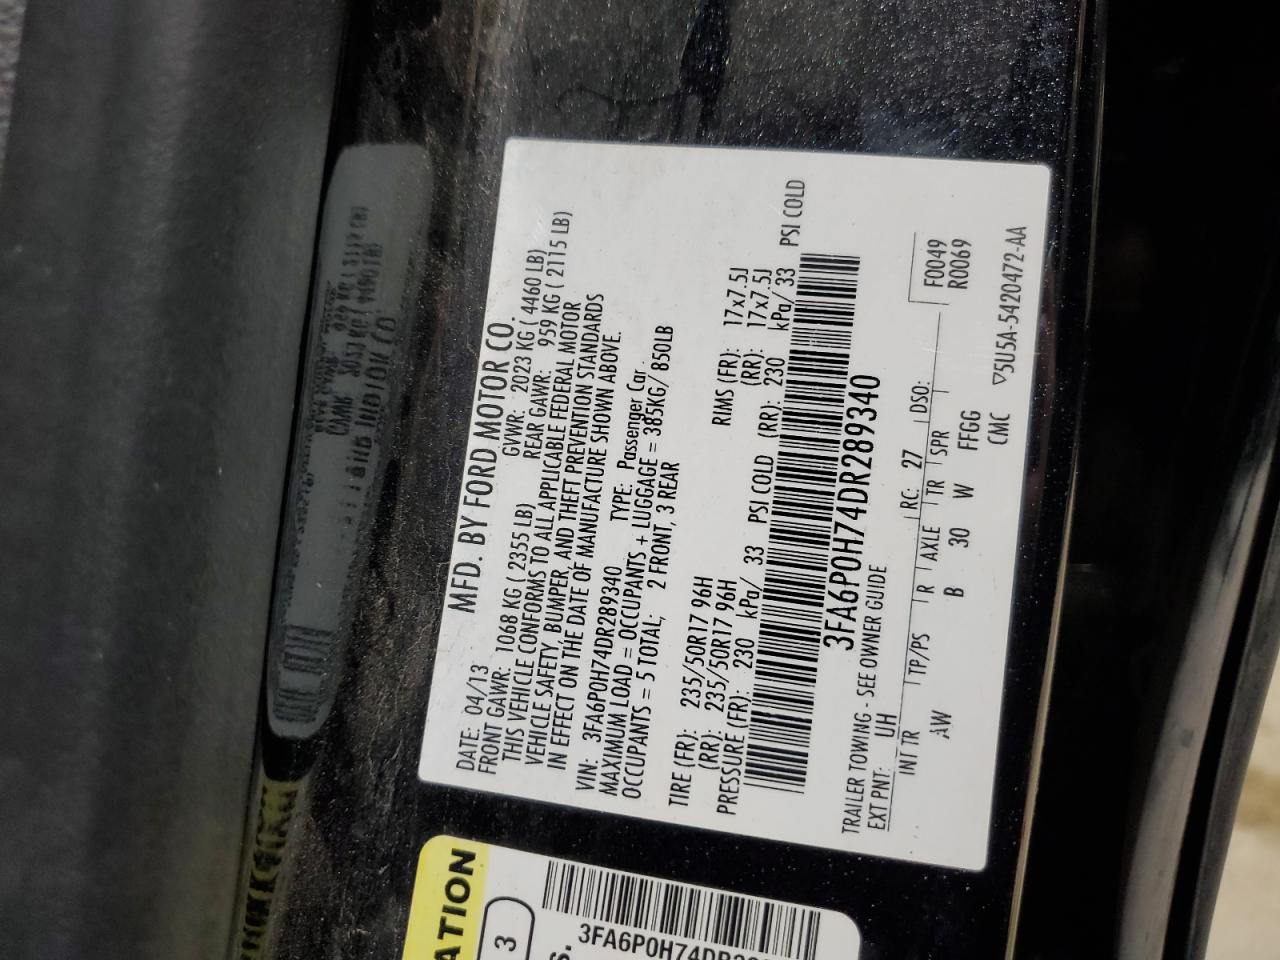 MFD. BY FORD MOTOR CO.
DATE: 04/13 GVWR: 2023 KG ( 4460 LB)
FRONT GAWR: 1068 KG ( 2355 LB) REAR GAWR: 959 KG ( 2115 LB)
THIS VEHICLE CONFORMS TO ALL APPLICABLE FEDERAL MOTOR
VEHICLE SAFETY, BUMPER, AND THEFT PREVENTION STANDARDS
IN EFFECT ON THE DATE OF MANUFACTURE SHOWN ABOVE.
VIN: 3FA6P0H74DR289340 TYPE: Passenger Car
MAXIMUM LOAD = OCCUPANTS + LUGGAGE = 385KG/ 850LB
OCCUPANTS = 5 TOTAL; 2 FRONT, 3 REAR
TIRE (FR): 235/50R17 96H RIMS (FR): 17x7.5J
(RR): 235/50R17 96H (RR): 17x7.5J
PRESSURE (FR): 230 kPa/ 33 PSI COLD (RR): 230 kPa/ 33 PSI COLD
3FA6P0H74DR289340
TRAILER TOWING - SEE OWNER GUIDE
EXT PNT: UH RC: 27 DSO: F0049
R0069
INT TR TP/PS R AXLE TR SPR
AW B 30 W FFGG
CMC ▽5U5A-5420472-AA
ATION
3
S.
3FA6P0H74DR